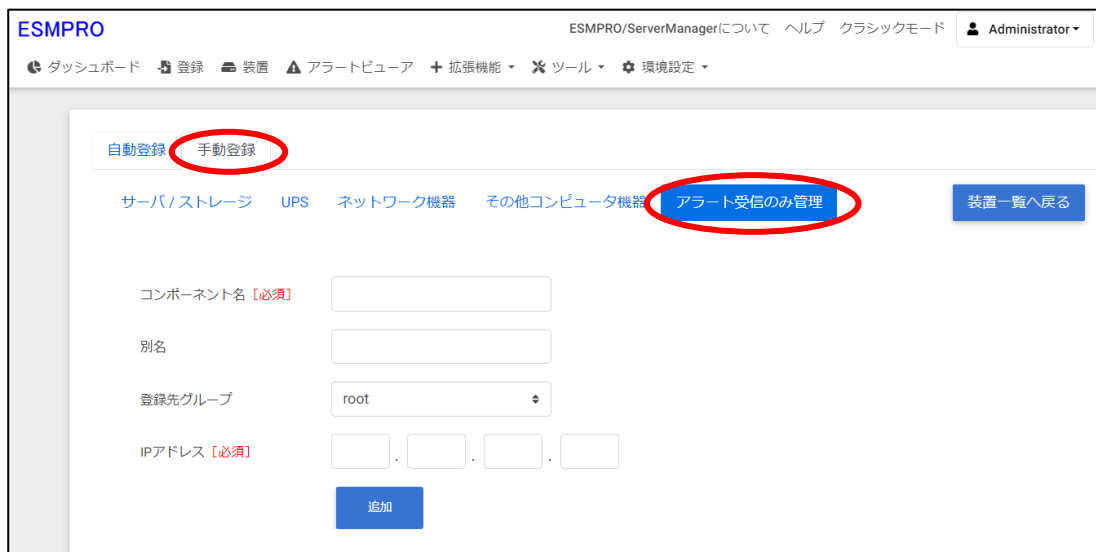 ESMPRO
ESMPRO/ServerManagerについて ヘルプ クラシックモード Administrator
ダッシュボード 登録 装置 アラートビューア 拡張機能 ツール 環境設定
自動登録 手動登録
サーバ / ストレージ UPS ネットワーク機器 その他コンピュータ機器 アラート受信のみ管理 装置一覧へ戻る
コンポーネント名 [必須]
別名
登録先グループ root
IPアドレス [必須] . . .
追加